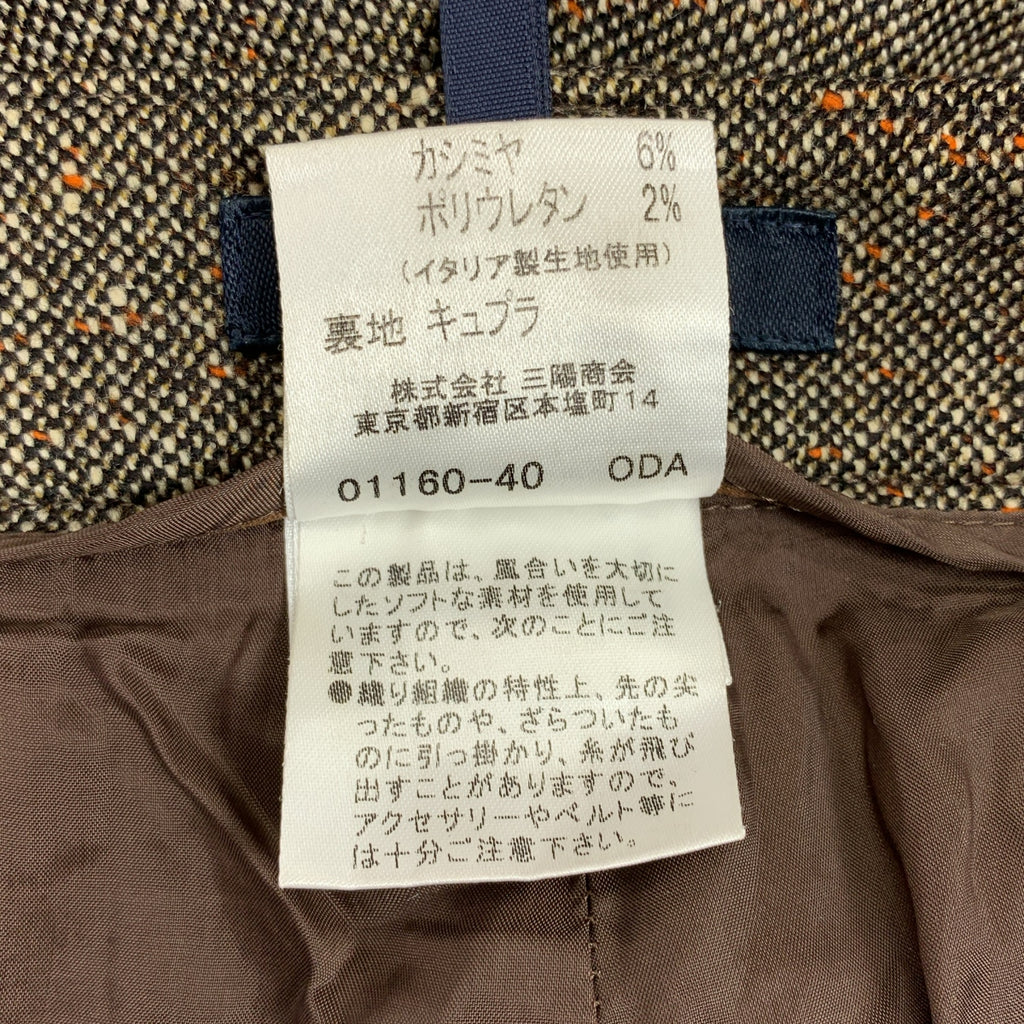 カシミヤ 6%
ポリウレタン 2%
(イタリア製生地使用)
裏地 キュプラ
株式会社 三陽商会
東京都新宿区本塩町14
01160-40 ODA
この製品は、風合いを大切に
したソフトな素材を使用して
いますので、次のことにご注
意下さい。
●織り組織の特性上、先の尖
ったものや、ざらついたも
のに引っ掛かり、糸が飛び
出すことがありますので、
アクセサリーやベルト等に
は十分ご注意下さい。